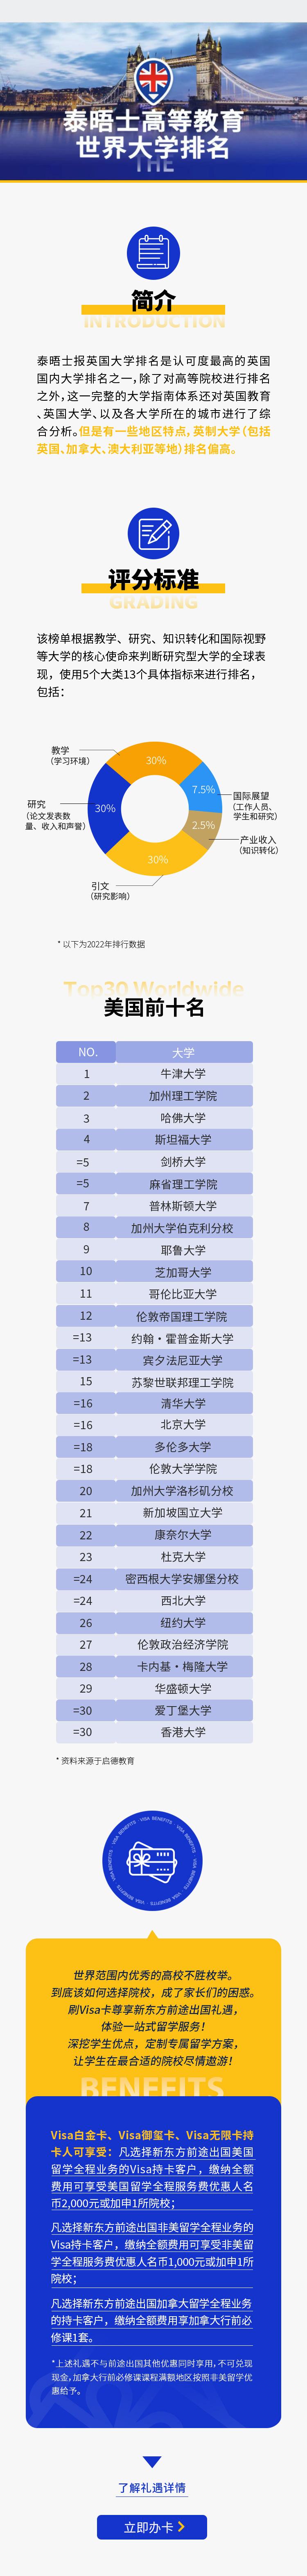 泰晤士高等教育
世界大学排名
THE
简介
INTRODUCTION
泰晤士报英国大学排名是认可度最高的英国
国内大学排名之一，除了对高等院校进行排名
之外，这一完整的大学指南体系还对英国教育
、英国大学、以及各大学所在的城市进行了综
合分析。但是有一些地区特点，英制大学（包括
英国、加拿大、澳大利亚等地）排名偏高。
评分标准
GRADING
该榜单根据教学、研究、知识转化和国际视野
等大学的核心使命来判断研究型大学的全球表
现，使用5个大类13个具体指标来进行排名，
包括：
教学
（学习环境）
30%
7.5%
国际展望
（工作人员、
学生和研究）
研究
（论文发表数
量、收入和声誉）
30%
2.5%
产业收入
（知识转化）
30%
引文
（研究影响）
* 以下为2022年排行数据
Top30 Worldwide
美国前十名
NO. 大学
1 牛津大学
2 加州理工学院
3 哈佛大学
4 斯坦福大学
=5 剑桥大学
=5 麻省理工学院
7 普林斯顿大学
8 加州大学伯克利分校
9 耶鲁大学
10 芝加哥大学
11 哥伦比亚大学
12 伦敦帝国理工学院
=13 约翰·霍普金斯大学
=13 宾夕法尼亚大学
15 苏黎世联邦理工学院
=16 清华大学
=16 北京大学
=18 多伦多大学
=18 伦敦大学学院
20 加州大学洛杉矶分校
21 新加坡国立大学
22 康奈尔大学
23 杜克大学
=24 密西根大学安娜堡分校
=24 西北大学
26 纽约大学
27 伦敦政治经济学院
28 卡内基·梅隆大学
29 华盛顿大学
=30 爱丁堡大学
=30 香港大学
* 资料来源于启德教育
VISA BENEFITS · VISA BENEFITS · VISA BENEFITS · VISA BENEFITS · VISA BENEFITS · VISA BENEFITS
世界范围内优秀的高校不胜枚举。
到底该如何选择院校，成了家长们的困惑。
刷Visa卡尊享新东方前途出国礼遇，
体验一站式留学服务！
深挖学生优点，定制专属留学方案，
让学生在最合适的院校尽情遨游！
BENEFITS
Visa白金卡、Visa御玺卡、Visa无限卡持
卡人可享受：凡选择新东方前途出国美国
留学全程业务的Visa持卡客户，缴纳全额
费用可享受美国留学全程服务费优惠人名
币2,000元或加申1所院校；
凡选择新东方前途出国非美留学全程业务的
Visa持卡客户，缴纳全额费用可享受非美留
学全程服务费优惠人名币1,000元或加申1所
院校；
凡选择新东方前途出国加拿大留学全程业务
的持卡客户，缴纳全额费用享加拿大行前必
修课1套。
*上述礼遇不与前途出国其他优惠同时享用，不可兑现
现金，加拿大行前必修课课程满额地区按照非美留学优
惠给予。
了解礼遇详情
立即办卡